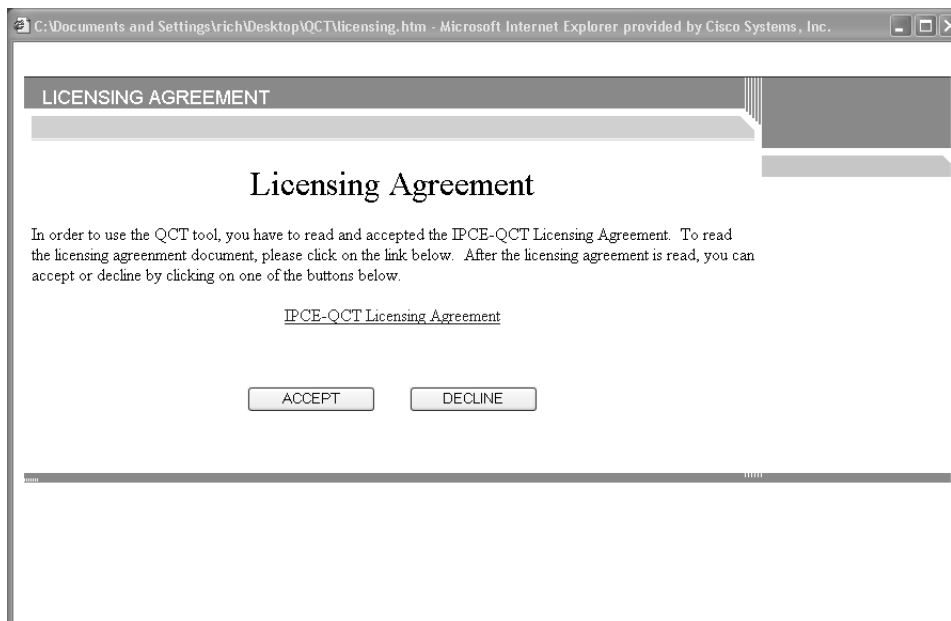 C:\Documents and Settings\rich\Desktop\QCT\licensing.htm - Microsoft Internet Explorer provided by Cisco Systems, Inc.
LICENSING AGREEMENT
Licensing Agreement
In order to use the QCT tool, you have to read and accepted the IPCE-QCT Licensing Agreement. To read
the licensing agreenment document, please click on the link below. After the licensing agreement is read, you can
accept or decline by clicking on one of the buttons below.
IPCE-QCT Licensing Agreement
ACCEPT DECLINE